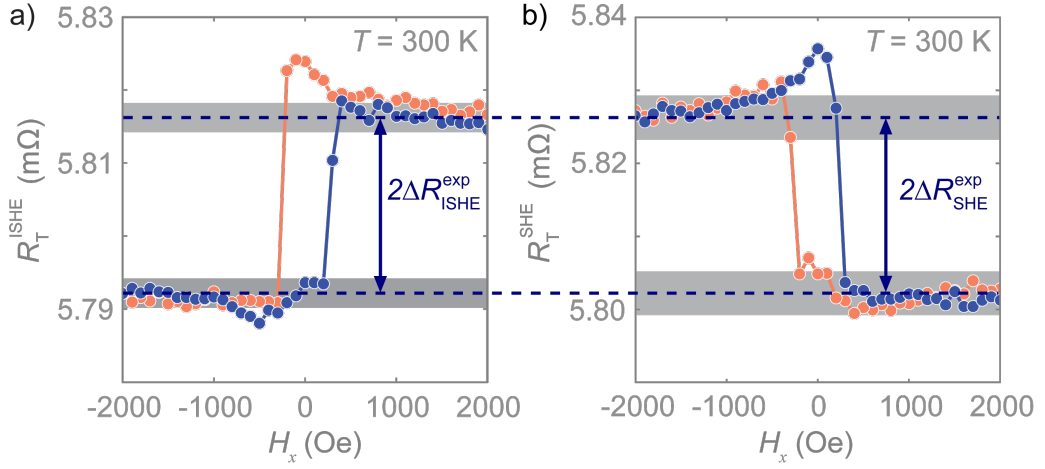 a)
5.83
5.81
5.79
R_T^ISHE (mΩ)
T = 300 K
2ΔR_ISHE^exp
-2000 -1000 0 1000 2000
H_x (Oe)
b)
5.84
5.82
5.80
R_T^SHE (mΩ)
T = 300 K
2ΔR_SHE^exp
-2000 -1000 0 1000 2000
H_x (Oe)